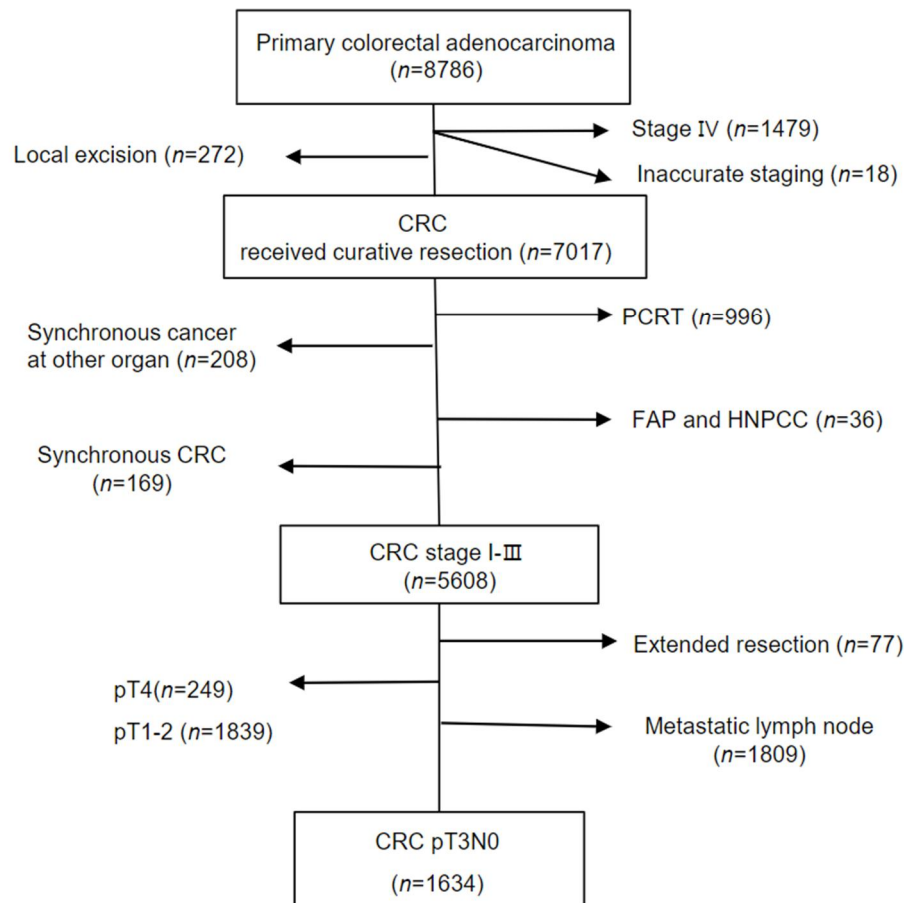 Primary colorectal adenocarcinoma
(n=8786)
Stage IV (n=1479)
Local excision (n=272)
Inaccurate staging (n=18)
CRC
received curative resection (n=7017)
PCRT (n=996)
Synchronous cancer
at other organ (n=208)
FAP and HNPCC (n=36)
Synchronous CRC
(n=169)
CRC stage I-Ⅲ
(n=5608)
Extended resection (n=77)
pT4(n=249)
pT1-2 (n=1839)
Metastatic lymph node
(n=1809)
CRC pT3N0
(n=1634)